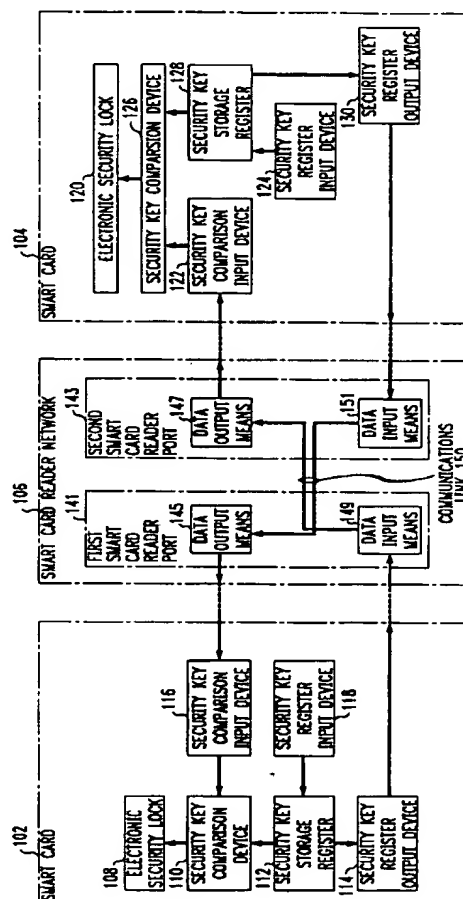 102
SMART CARD
108
ELECTRONIC
SECURITY LOCK
110
SECURITY KEY
COMPARISON
DEVICE
116
SECURITY KEY
COMPARISON
INPUT DEVICE
112
SECURITY KEY
STORAGE
REGISTER
SECURITY KEY
REGISTER
INPUT DEVICE
118
114
SECURITY KEY
REGISTER
OUTPUT DEVICE
106
SMART CARD READER NETWORK
141
FIRST
SMART
CARD
READER
PORT
145
DATA
OUTPUT
MEANS
149
DATA
INPUT
MEANS
143
SECOND
SMART
CARD
READER
PORT
147
DATA
OUTPUT
MEANS
151
DATA
INPUT
MEANS
COMMUNICATIONS
LINK 150
104
SMART CARD
120
ELECTRONIC SECURITY LOCK
126
SECURITY KEY COMPARSION DEVICE
122
SECURITY KEY
COMPARISON
INPUT DEVICE
128
SECURITY KEY
STORAGE
REGISTER
124
SECURITY KEY
REGISTER
INPUT DEVICE
130
SECURITY KEY
REGISTER
OUTPUT DEVICE